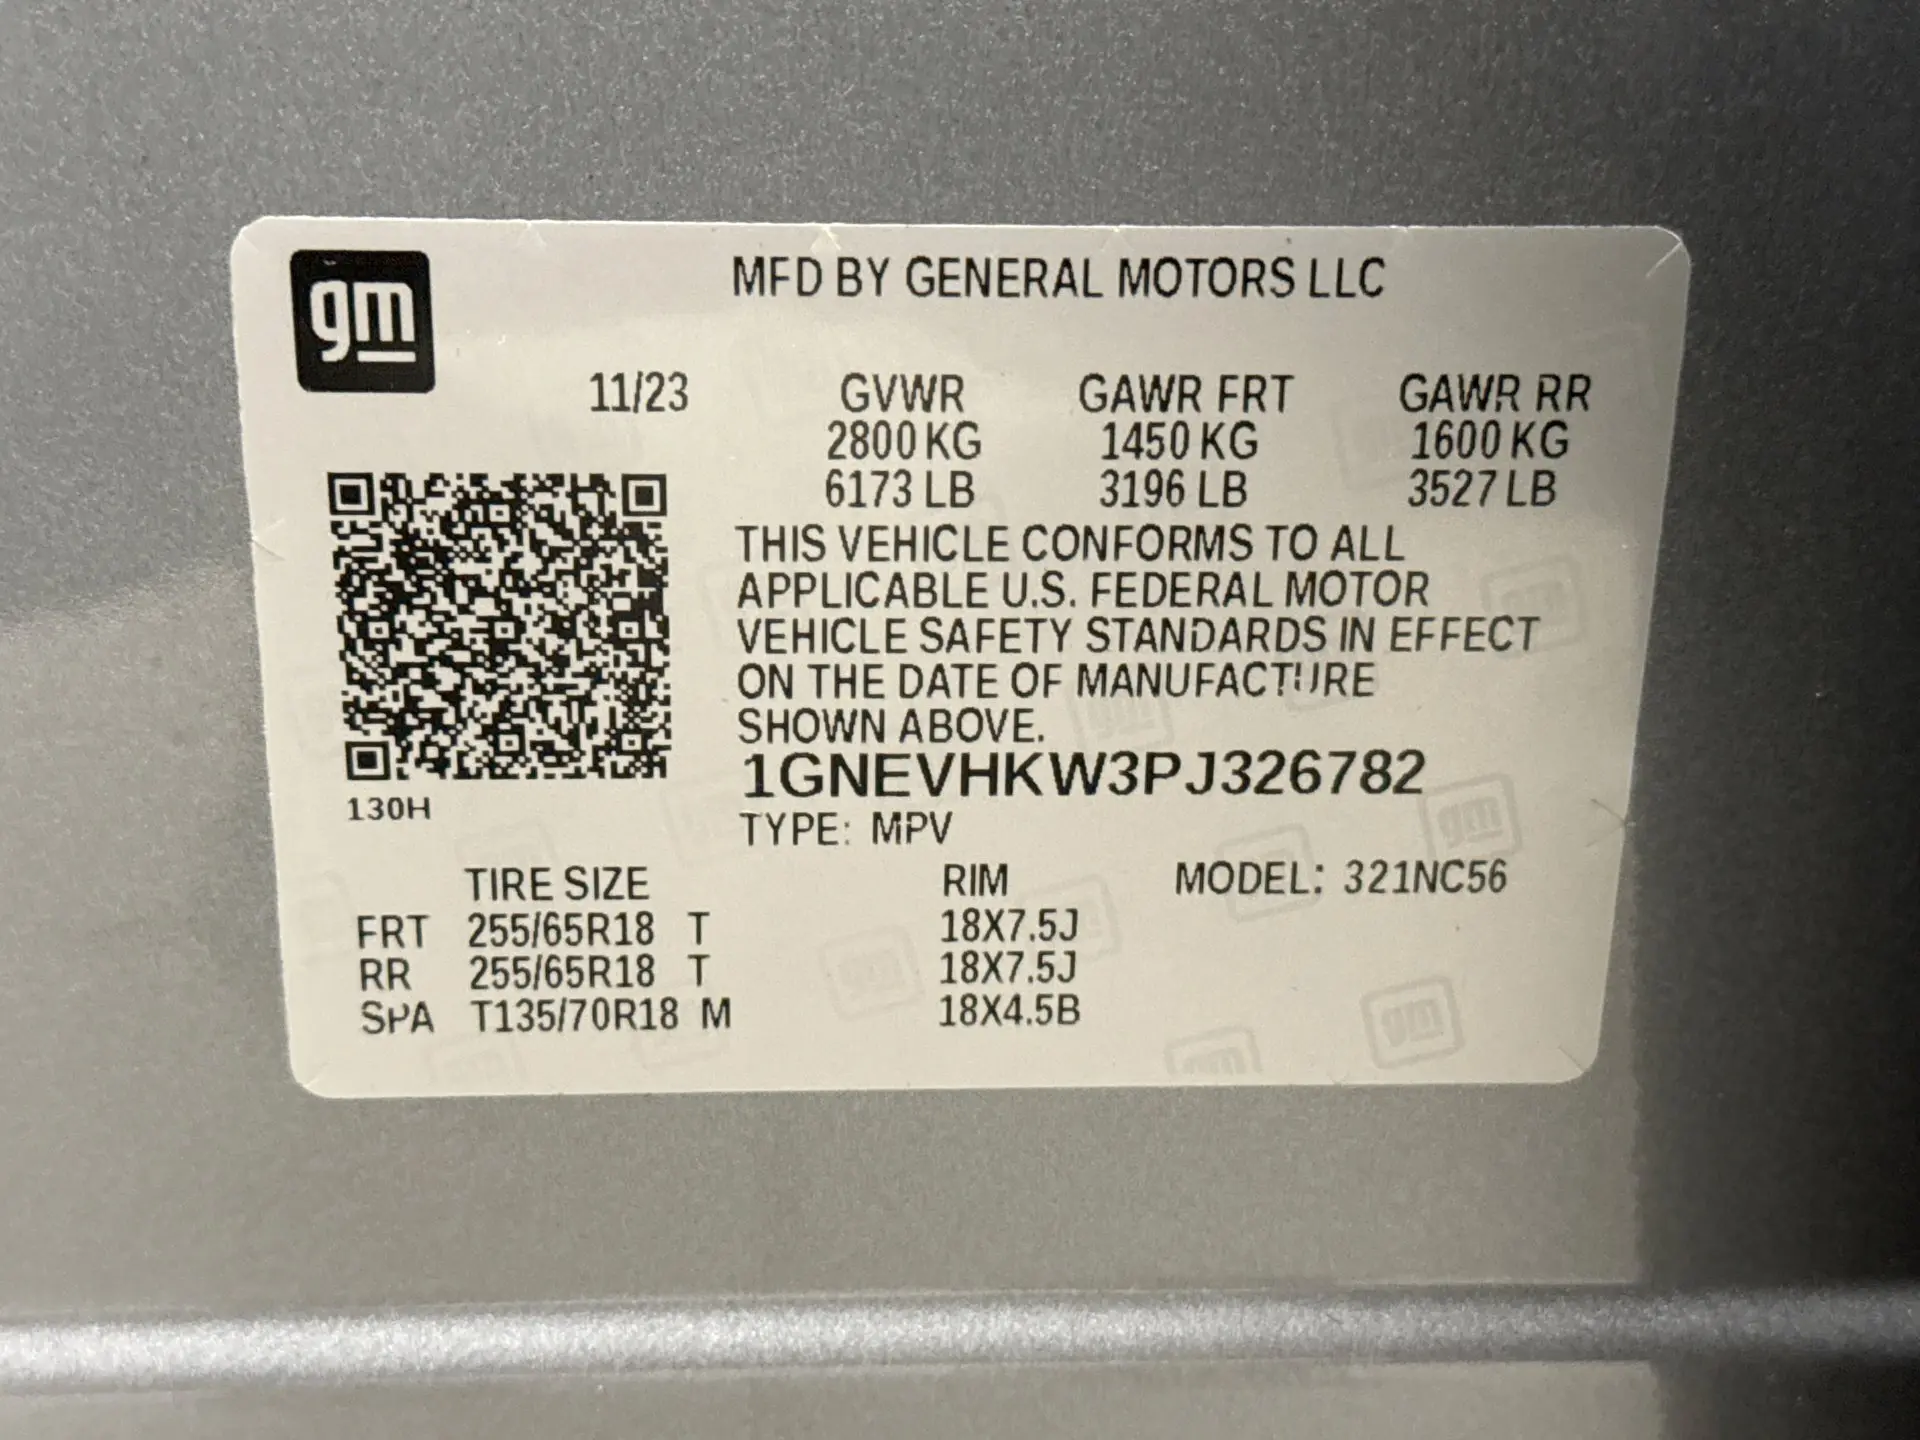 gm
MFD BY GENERAL MOTORS LLC
11/23 GVWR GAWR FRT GAWR RR
2800 KG 1450 KG 1600 KG
6173 LB 3196 LB 3527 LB
THIS VEHICLE CONFORMS TO ALL
APPLICABLE U.S. FEDERAL MOTOR
VEHICLE SAFETY STANDARDS IN EFFECT
ON THE DATE OF MANUFACTURE
SHOWN ABOVE.
1GNEVHKW3PJ326782
130H
TYPE: MPV
TIRE SIZE RIM MODEL: 321NC56
FRT 255/65R18 T 18X7.5J
RR 255/65R18 T 18X7.5J
SPA T135/70R18 M 18X4.5B
gm
gm
gm